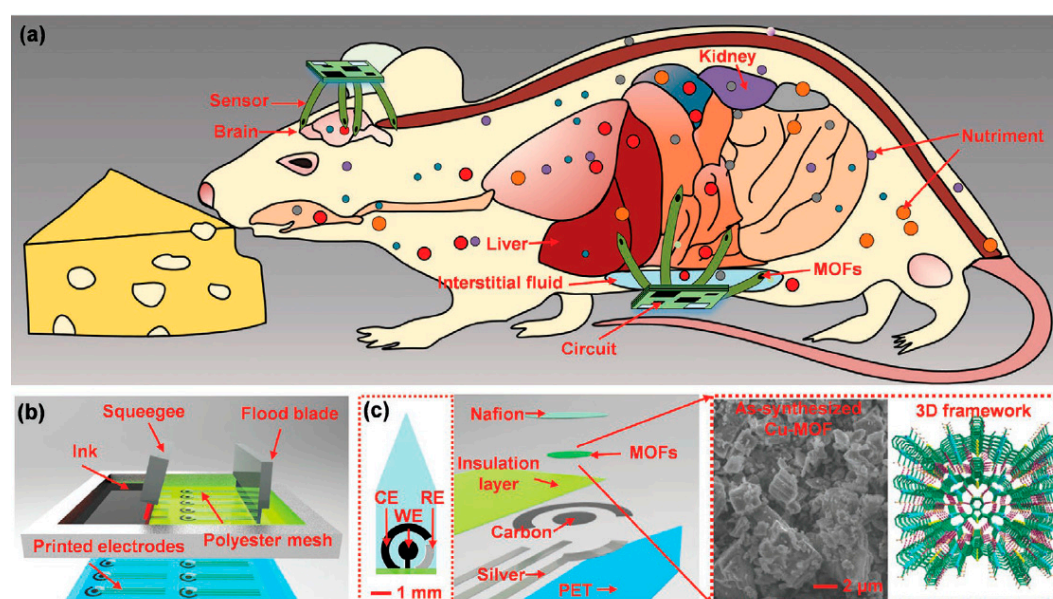 (a)
Sensor
Brain
Kidney
Nutriment
Liver
Interstitial fluid
MOFs
Circuit
(b)
Squeegee
Flood blade
Ink
Printed electrodes
Polyester mesh
(c)
CE
RE
WE
1 mm
Nafion
MOFs
Insulation
layer
Carbon
Silver
PET
As-synthesized
Cu-MOF
2 μm
3D framework